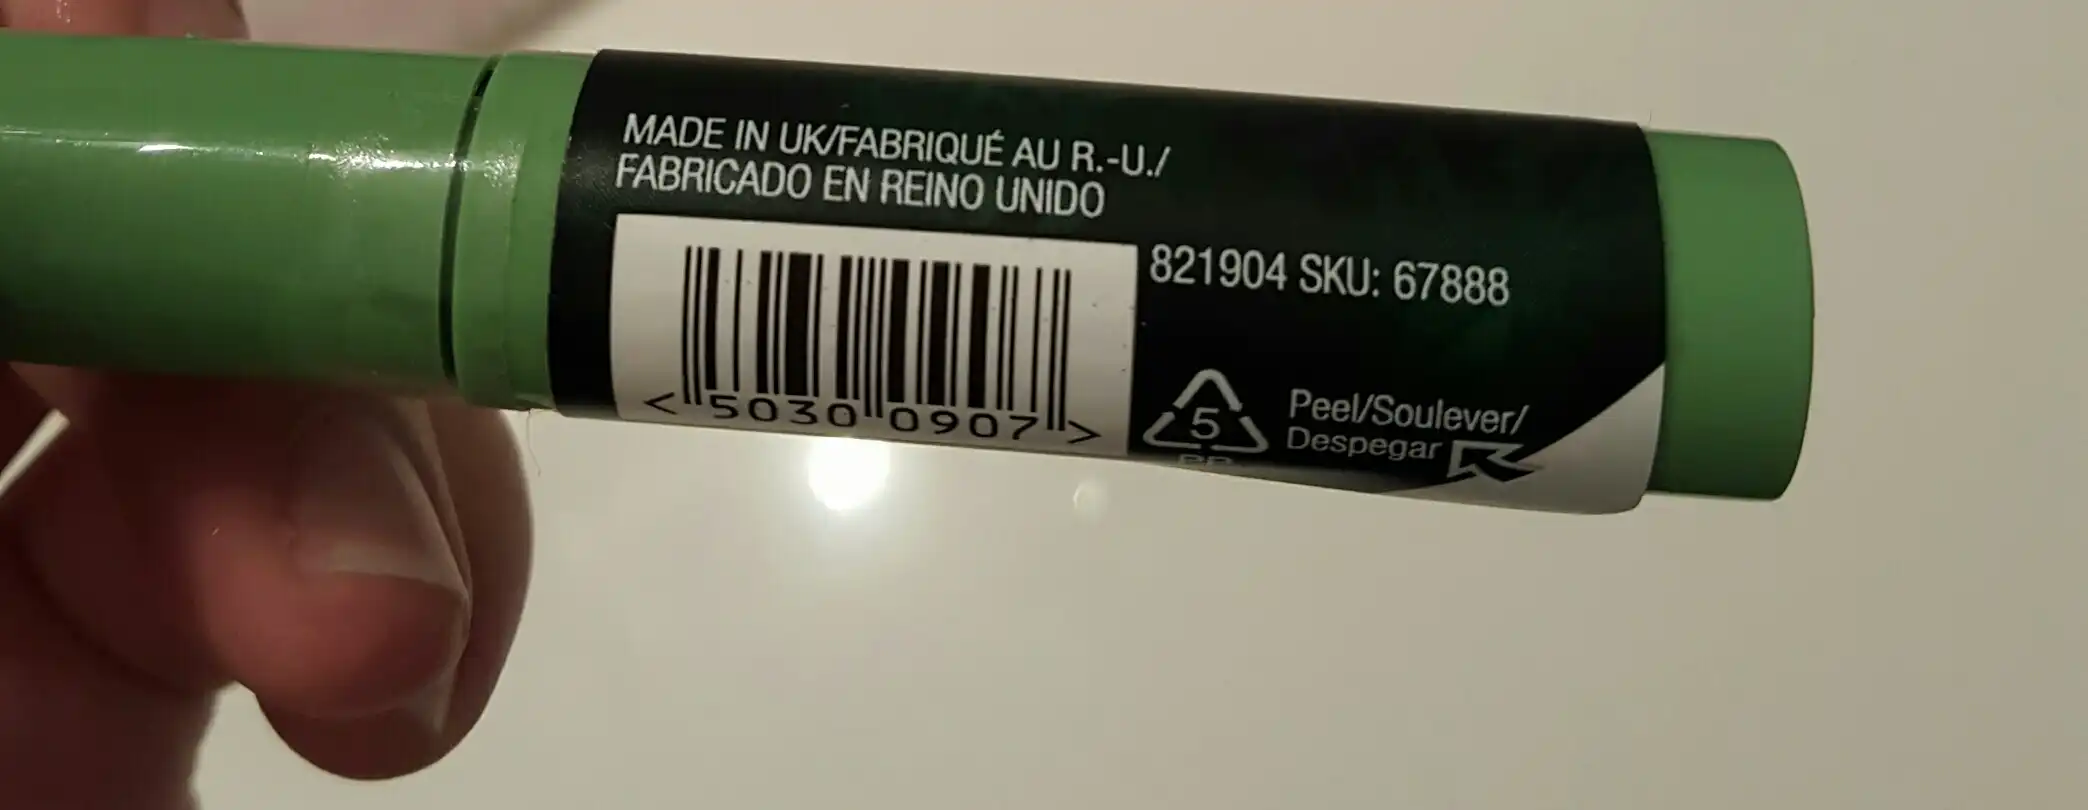 MADE IN UK/FABRIQUÉ AU R.-U./
FABRICADO EN REINO UNIDO
821904 SKU: 67888
<5030 0907>
5
Peel/Soulever/
Despegar